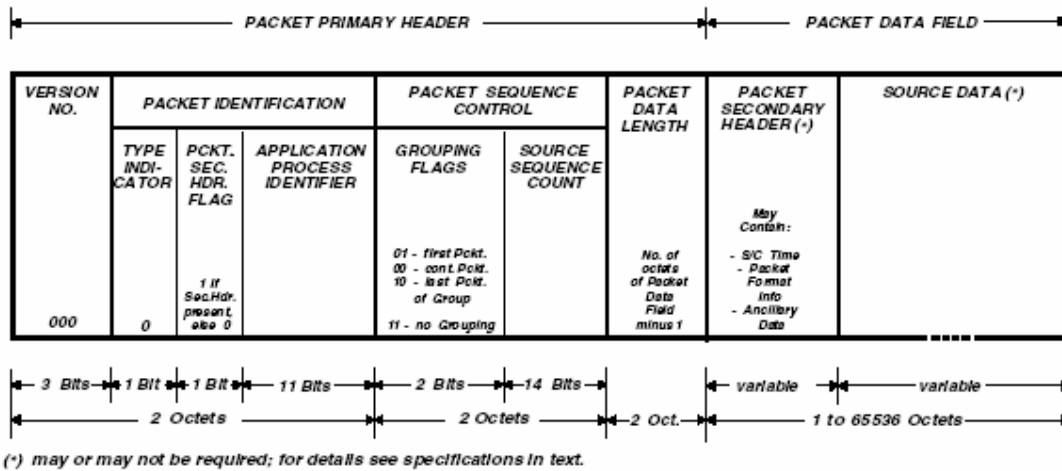 PACKET PRIMARY HEADER
PACKET DATA FIELD
VERSION
NO.
000
PACKET IDENTIFICATION
TYPE
INDI-
CATOR
0
PCKT.
SEC.
HDR.
FLAG
1 if
Sec.Hdr.
present,
else 0
APPLICATION
PROCESS
IDENTIFIER
PACKET SEQUENCE
CONTROL
GROUPING
FLAGS
01 - first Pckt.
00 - cont. Pckt.
10 - last Pckt.
of Group
11 - no Grouping
SOURCE
SEQUENCE
COUNT
PACKET
DATA
LENGTH
No. of
octets
of Packet
Data
Field
minus 1
PACKET
SECONDARY
HEADER (*)
May
Contain:
- S/C Time
- Packet
Format
Info
- Ancillary
Data
SOURCE DATA (*)
3 Bits
1 Bit
1 Bit
11 Bits
2 Bits
14 Bits
variable
variable
2 Octets
2 Octets
2 Oct.
1 to 65536 Octets
(*) may or may not be required; for details see specifications in text.